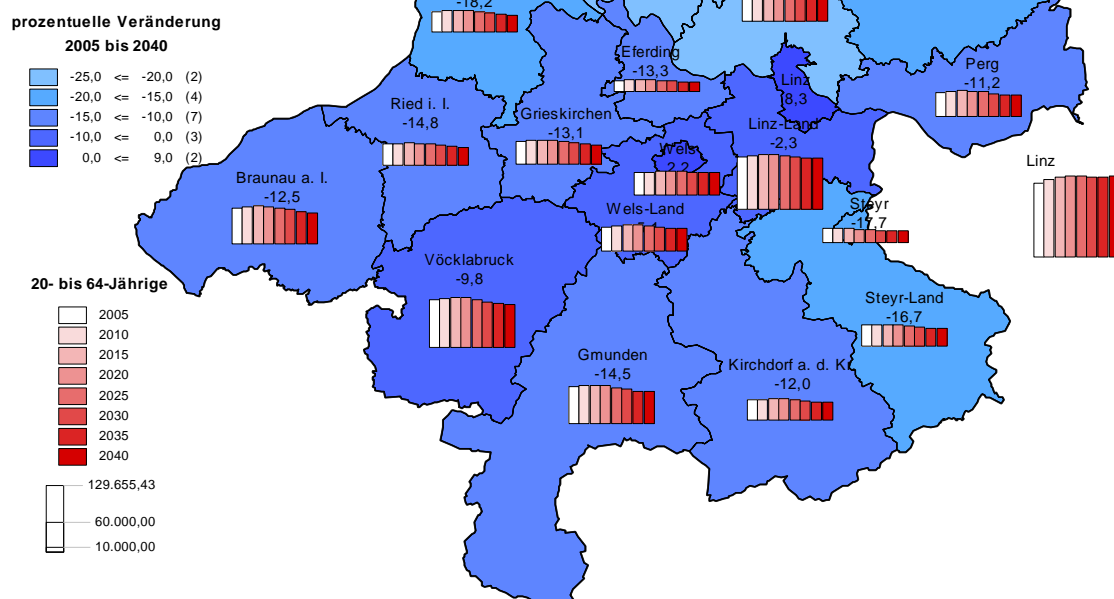 prozentuelle Veränderung
2005 bis 2040
-25,0 <= -20,0 (2)
-20,0 <= -15,0 (4)
-15,0 <= -10,0 (7)
-10,0 <= 0,0 (3)
0,0 <= 9,0 (2)
-18,2
Eferding
-13,3
Linz
8,3
Perg
-11,2
Ried i. I.
-14,8
Grieskirchen
-13,1
Linz-Land
-2,3
Wels
2,2
Linz
Braunau a. I.
-12,5
Wels-Land
Steyr
-17,7
Vöcklabruck
-9,8
Steyr-Land
-16,7
Gmunden
-14,5
Kirchdorf a. d. K.
-12,0
20- bis 64-Jährige
2005
2010
2015
2020
2025
2030
2035
2040
129.655,43
60.000,00
10.000,00